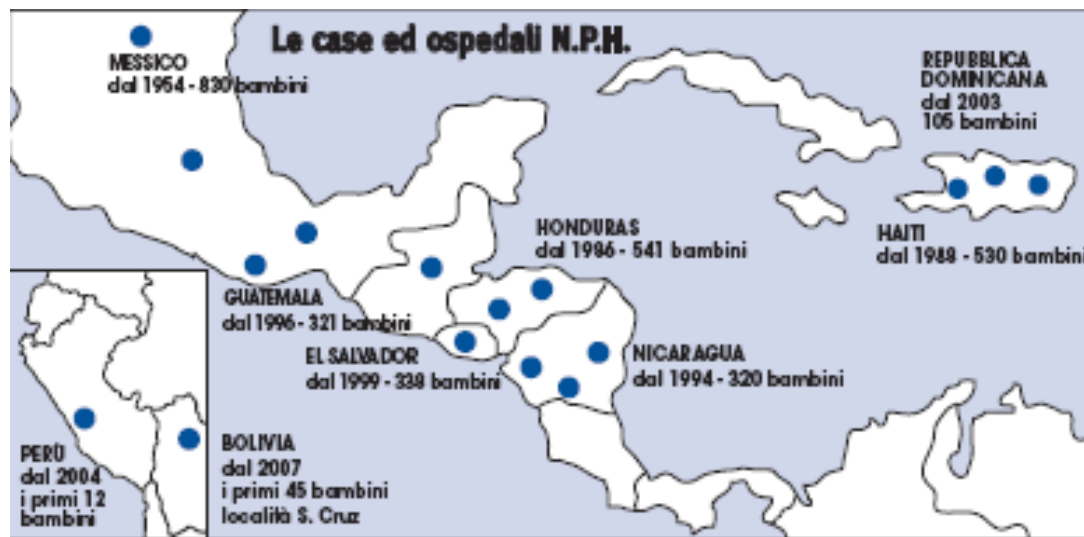 Le case ed ospedali N.P.H.
MESSICO
dal 1954 - 830 bambini
REPUBBLICA
DOMINICANA
dal 2003
105 bambini
HONDURAS
dal 1986 - 541 bambini
HAITI
dal 1988 - 530 bambini
GUATEMALA
dal 1996 - 321 bambini
EL SALVADOR
dal 1999 - 338 bambini
NICARAGUA
dal 1994 - 320 bambini
PERÙ
dal 2004
i primi 12
bambini
BOLIVIA
dal 2007
i primi 45 bambini
località S. Cruz